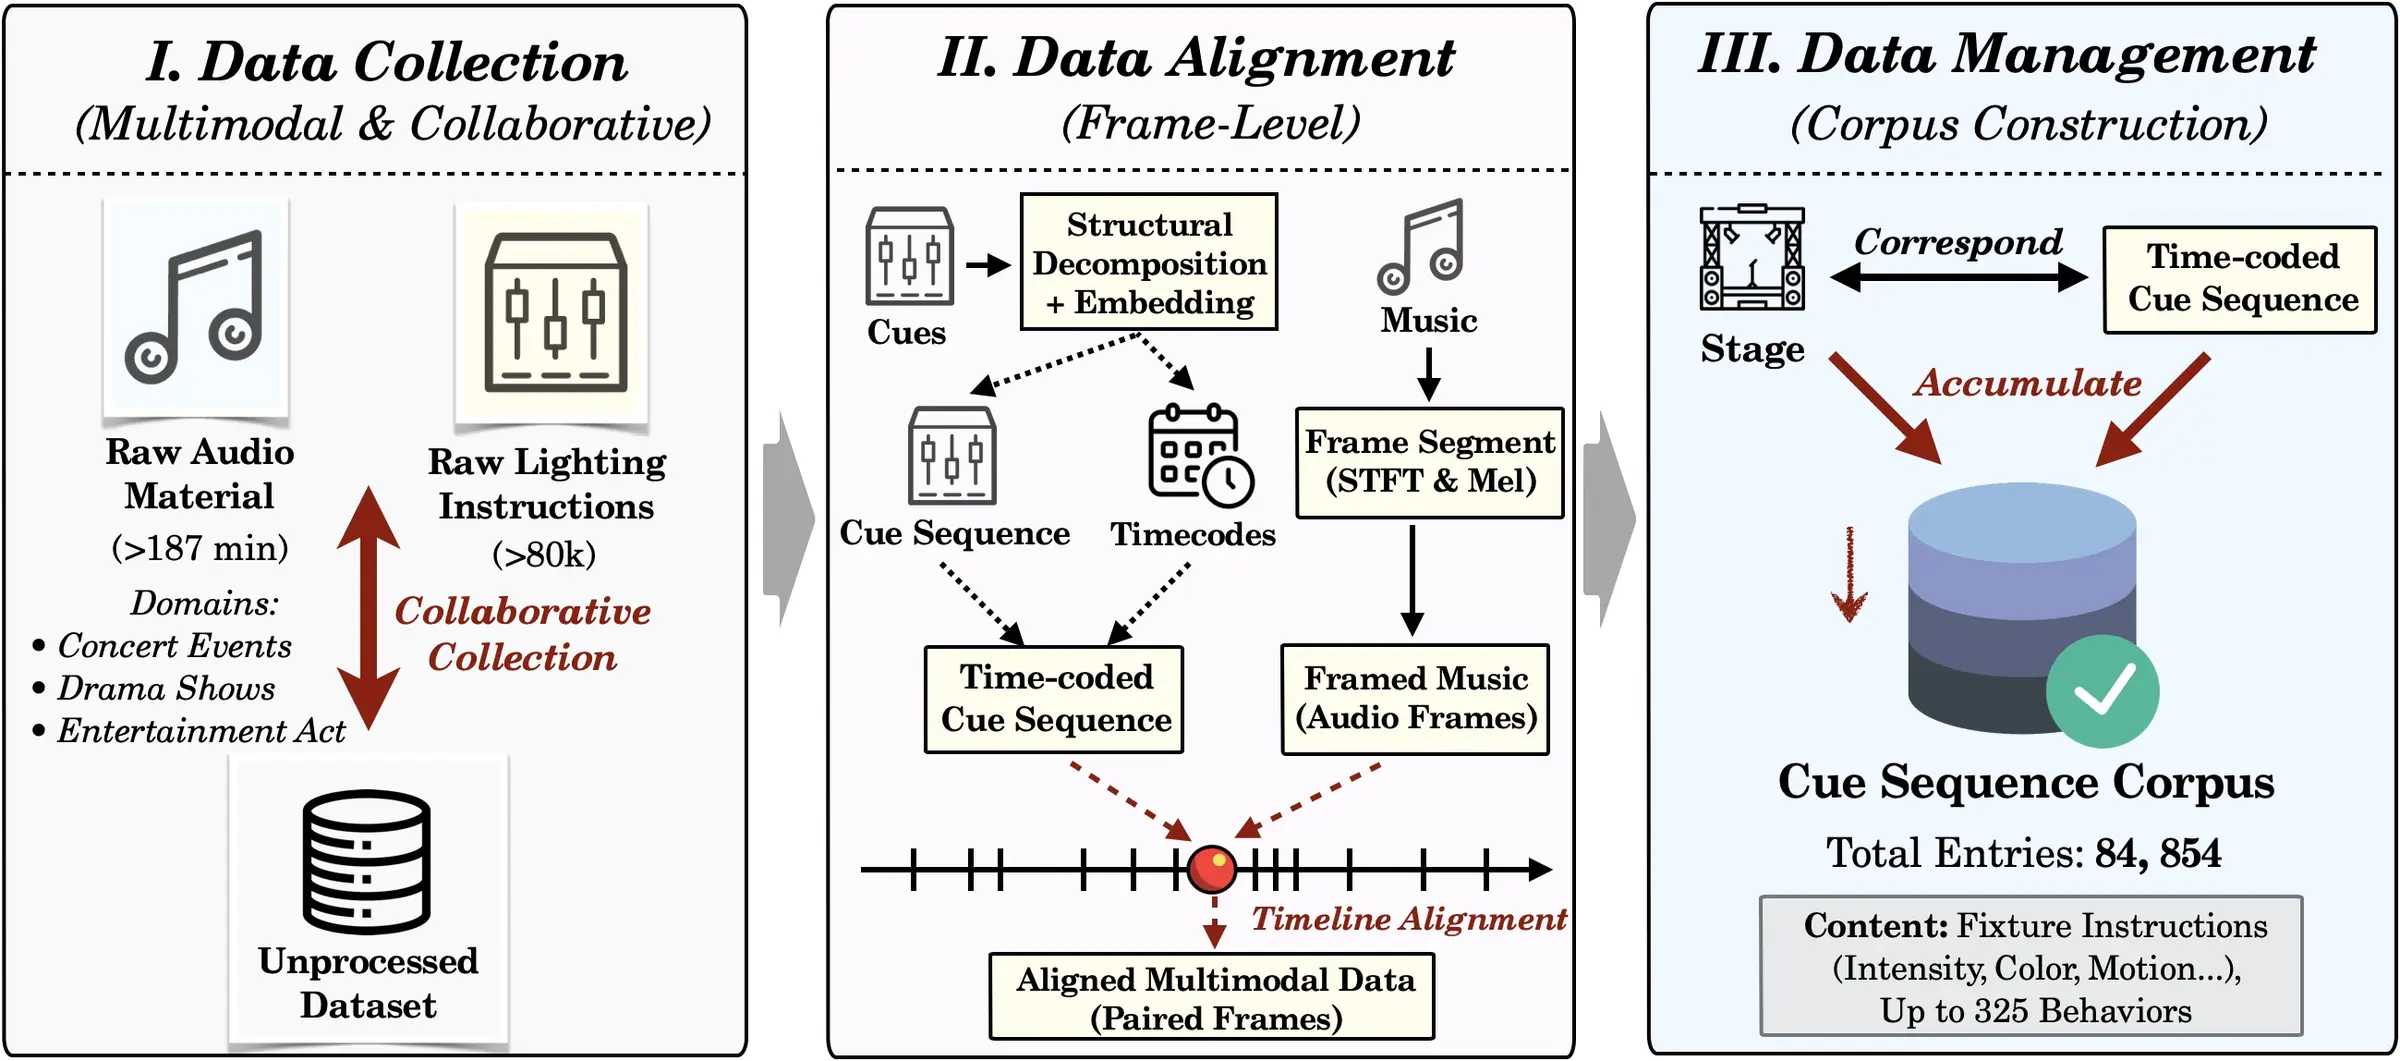 I. Data Collection
(Multimodal & Collaborative)
Raw Audio
Material
(>187 min)
Raw Lighting
Instructions
(>80k)
Domains:
• Concert Events
• Drama Shows
• Entertainment Act
Collaborative
Collection
Unprocessed
Dataset
II. Data Alignment
(Frame-Level)
Cues
Structural
Decomposition
+ Embedding
Music
Cue Sequence
Timecodes
Frame Segment
(STFT & Mel)
Time-coded
Cue Sequence
Framed Music
(Audio Frames)
Timeline Alignment
Aligned Multimodal Data
(Paired Frames)
III. Data Management
(Corpus Construction)
Stage
Correspond
Time-coded
Cue Sequence
Accumulate
Cue Sequence Corpus
Total Entries: 84, 854
Content: Fixture Instructions
(Intensity, Color, Motion...),
Up to 325 Behaviors